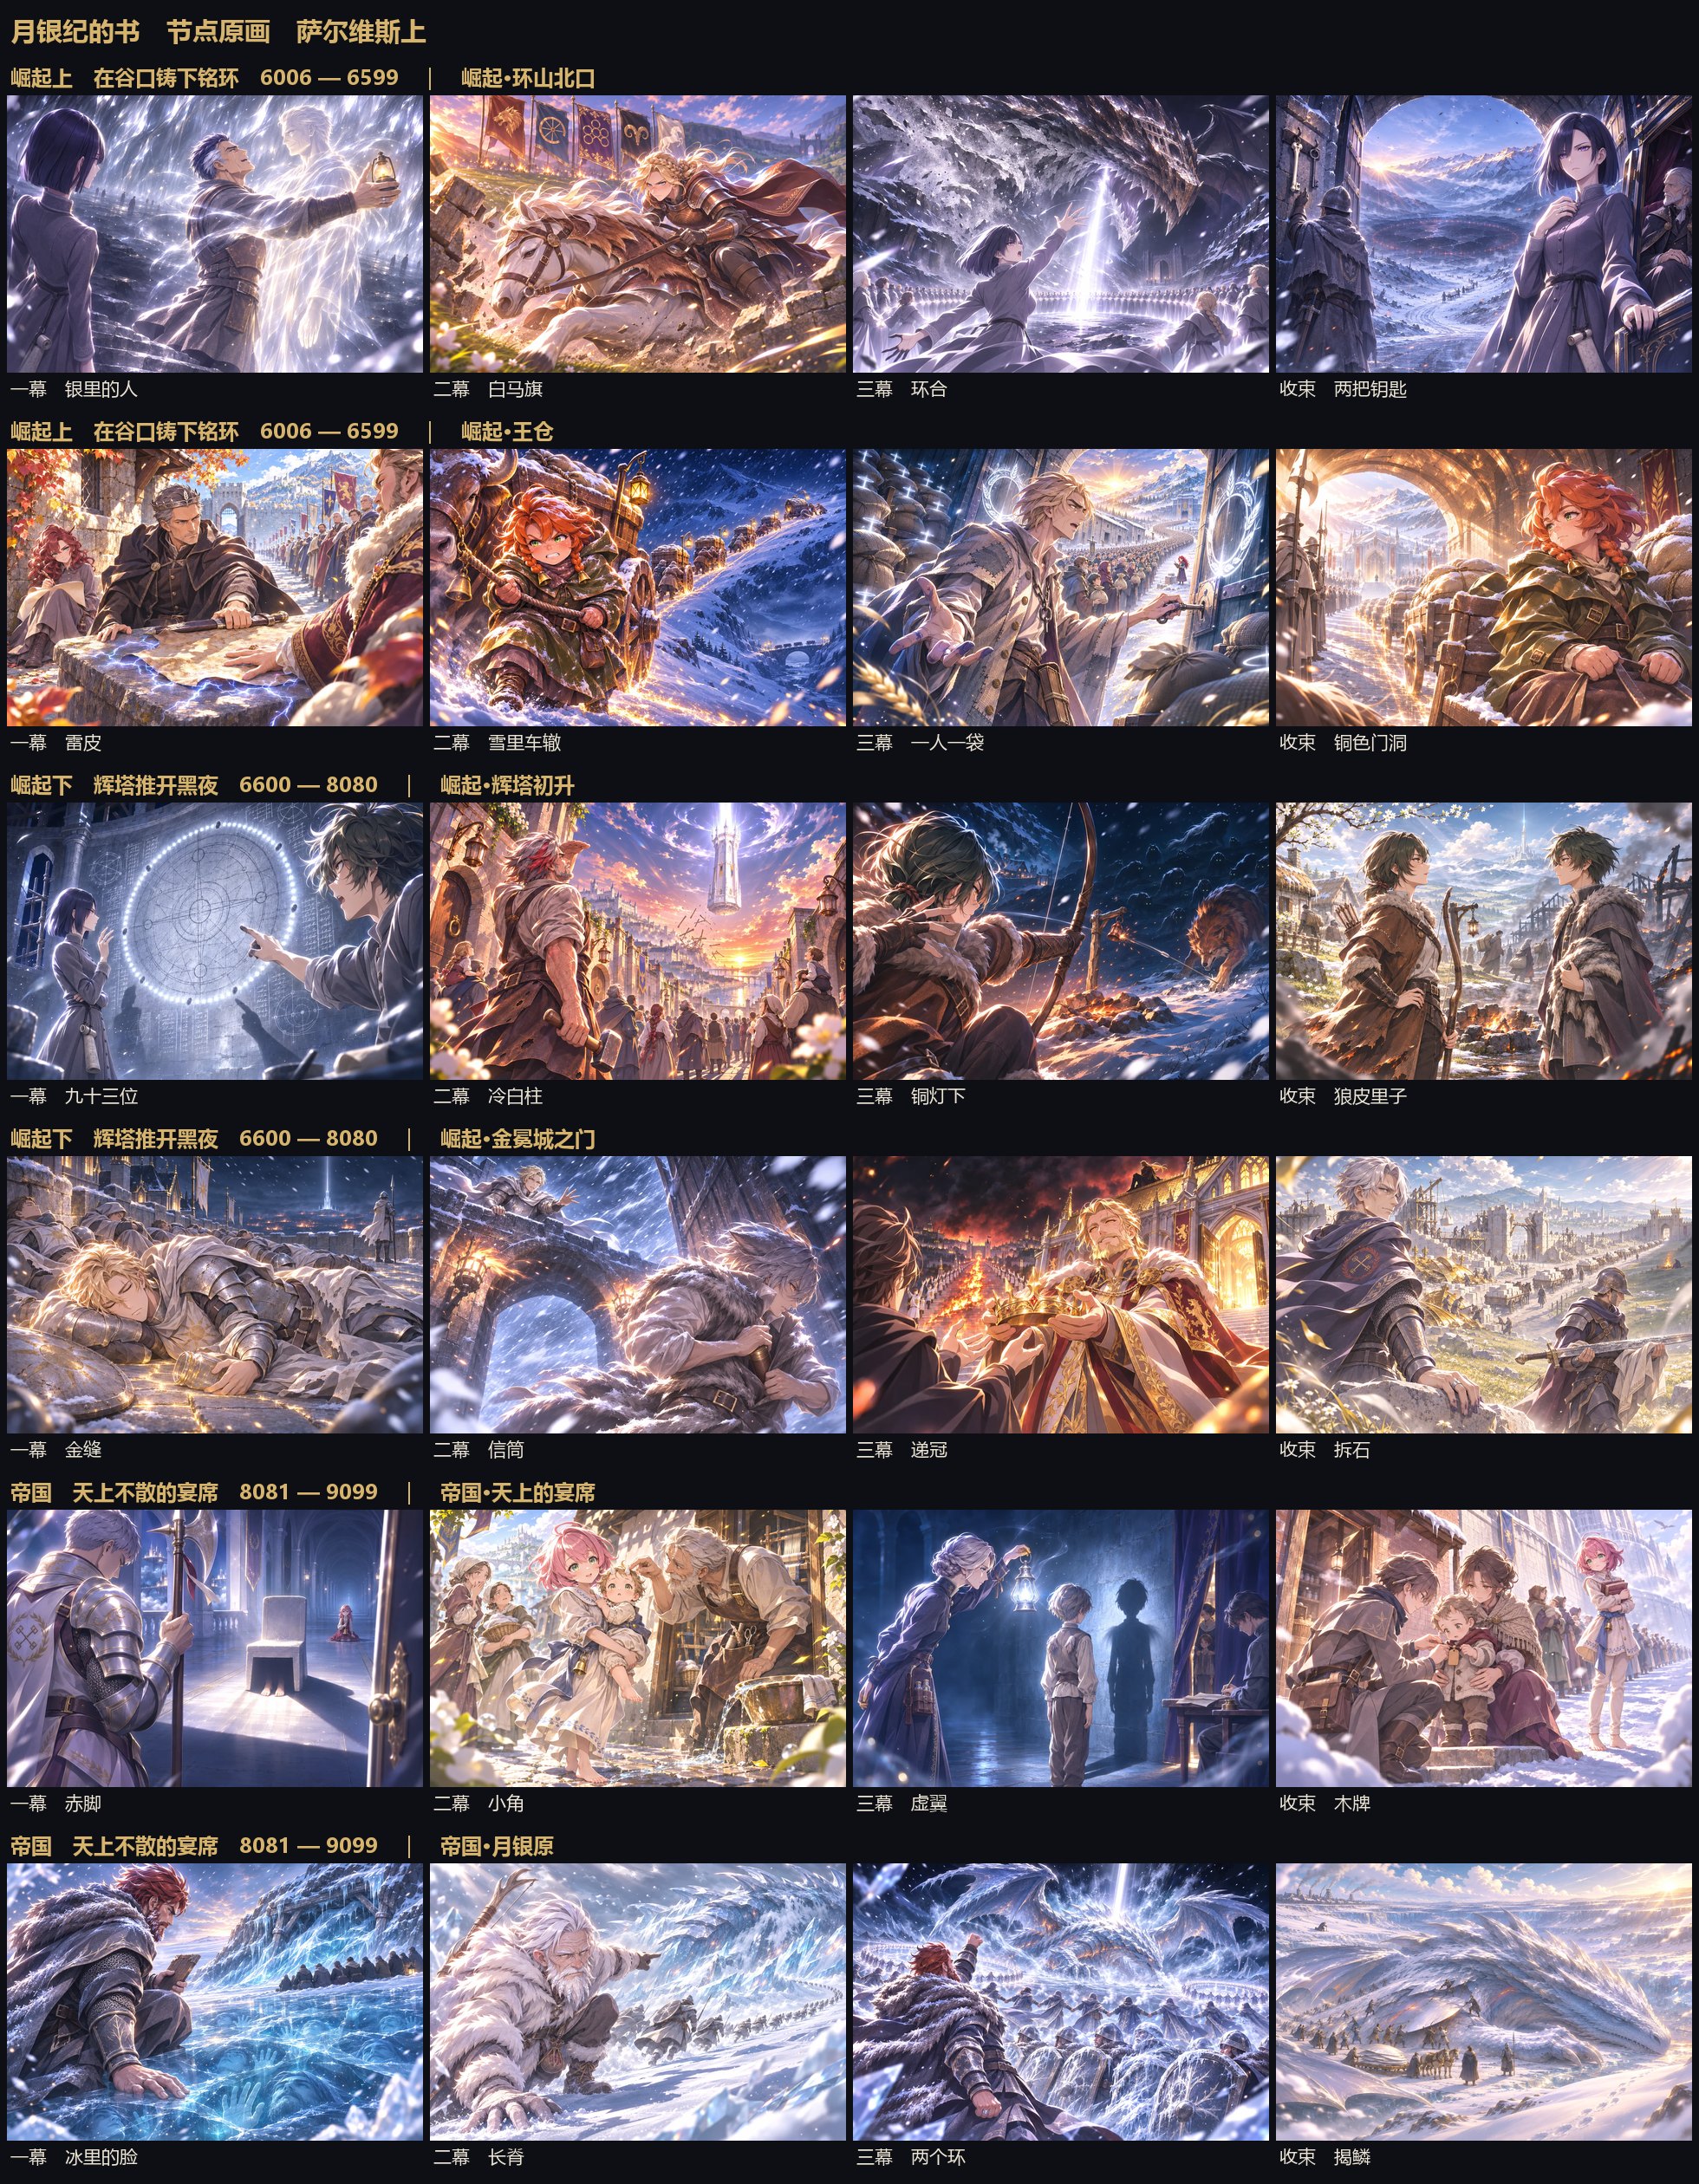 月银纪的书　节点原画　萨尔维斯上
崛起上　在谷口铸下铭环　6006 — 6599　｜　崛起·环山北口
一幕　银里的人
二幕　白马旗
三幕　环合
收束　两把钥匙
崛起上　在谷口铸下铭环　6006 — 6599　｜　崛起·王仓
一幕　雷皮
二幕　雪里车辙
三幕　一人一袋
收束　铜色门洞
崛起下　辉塔推开黑夜　6600 — 8080　｜　崛起·辉塔初升
一幕　九十三位
二幕　冷白柱
三幕　铜灯下
收束　狼皮里子
崛起下　辉塔推开黑夜　6600 — 8080　｜　崛起·金冕城之门
一幕　金缝
二幕　信筒
三幕　递冠
收束　拆石
帝国　天上不散的宴席　8081 — 9099　｜　帝国·天上的宴席
一幕　赤脚
二幕　小角
三幕　虚翼
收束　木牌
帝国　天上不散的宴席　8081 — 9099　｜　帝国·月银原
一幕　冰里的脸
二幕　长脊
三幕　两个环
收束　揭鳞